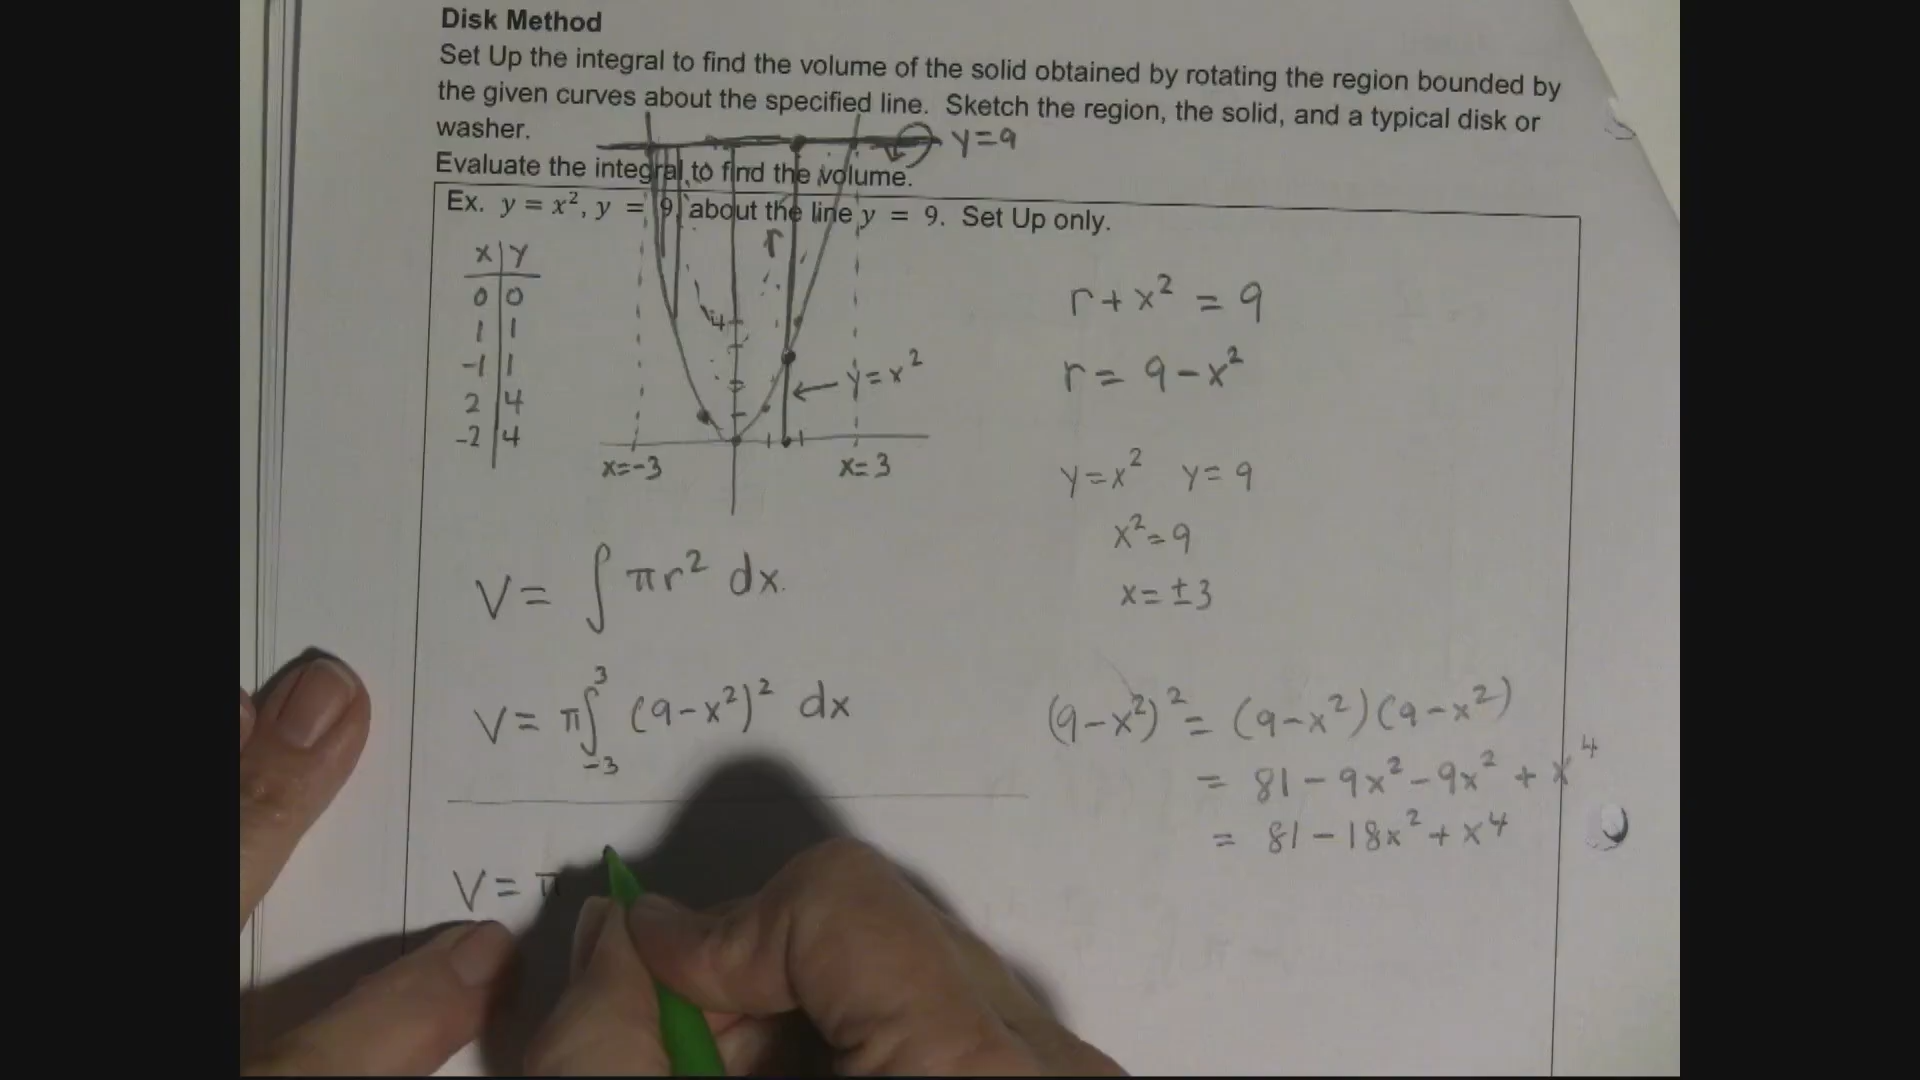 Disk Method
Set Up the integral to find the volume of the solid obtained by rotating the region bounded by
the given curves about the specified line. Sketch the region, the solid, and a typical disk or
washer.
y=9
Evaluate the integral to find the volume.
Ex. y = x², y = 9, about the line y = 9. Set Up only.
x | y
0 | 0
1 | 1
-1 | 1
2 | 4
-2 | 4
r
4
y=x²
x=-3
x=3
r+x² = 9
r= 9-x²
y=x² y=9
x²=9
x=±3
V= ∫ πr² dx.
V= π∫₋₃³ (9-x²)² dx
(9-x²)² = (9-x²)(9-x²)
= 81-9x²-9x²+x⁴
= 81-18x²+x⁴
V= π